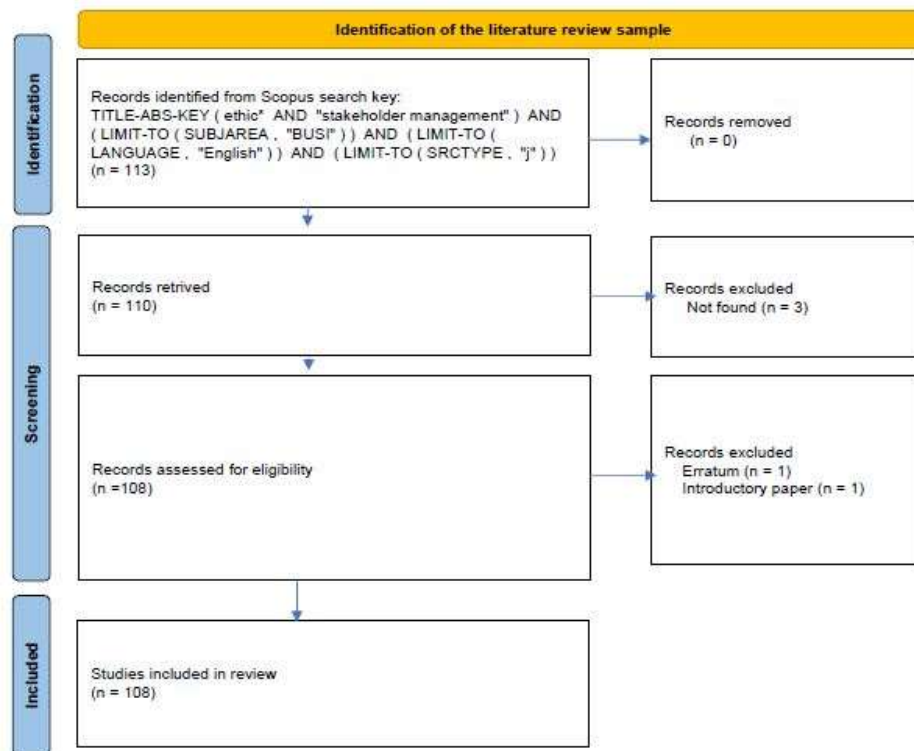 Identification of the literature review sample
Identification
Records identified from Scopus search key:
TITLE-ABS-KEY ( ethic* AND "stakeholder management" ) AND
( LIMIT-TO ( SUBJAREA , "BUSI" ) ) AND ( LIMIT-TO (
LANGUAGE , "English" ) ) AND ( LIMIT-TO ( SRCTYPE , "j" ) )
(n = 113)
Records removed
(n = 0)
Screening
Records retrived
(n = 110)
Records excluded
Not found (n = 3)
Records assessed for eligibility
(n =108)
Records excluded
Erratum (n = 1)
Introductory paper (n = 1)
Included
Studies included in review
(n = 108)